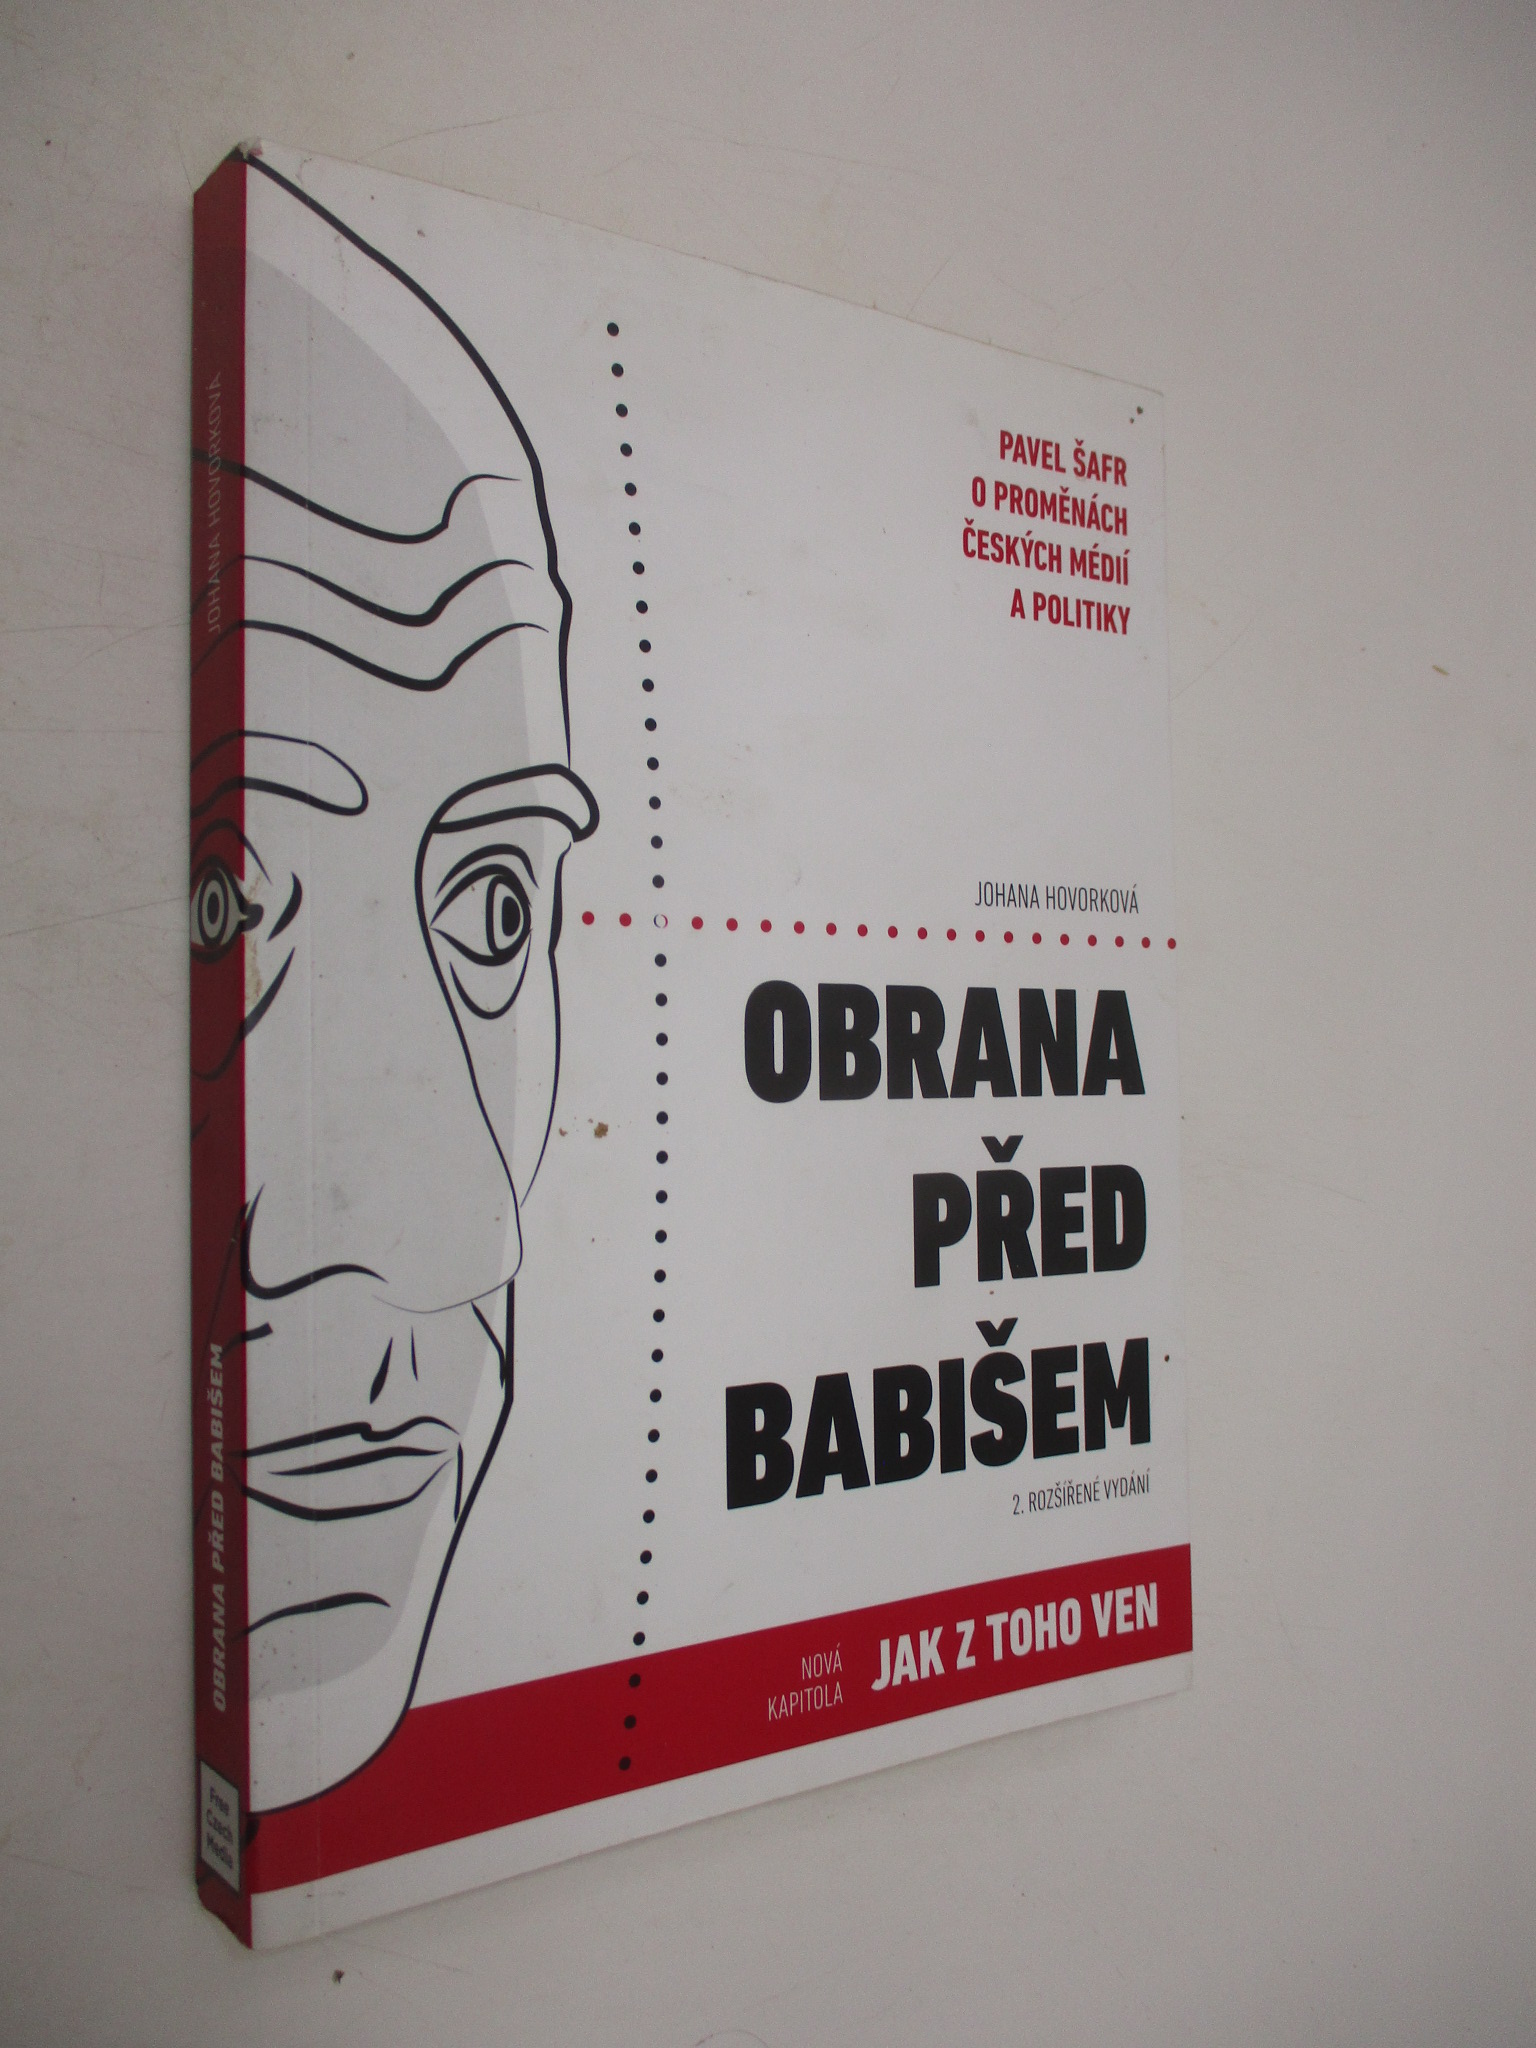 PAVEL ŠAFR
O PROMĚNÁCH
ČESKÝCH MÉDIÍ
A POLITIKY
JOHANA HOVORKOVÁ
OBRANA
PŘED
BABIŠEM
2. ROZŠÍŘENÉ VYDÁNÍ
NOVÁ
KAPITOLA
JAK Z TOHO VEN
JOHANA HOVORKOVÁ
OBRANA PŘED BABIŠEM
Free
Czech
Media